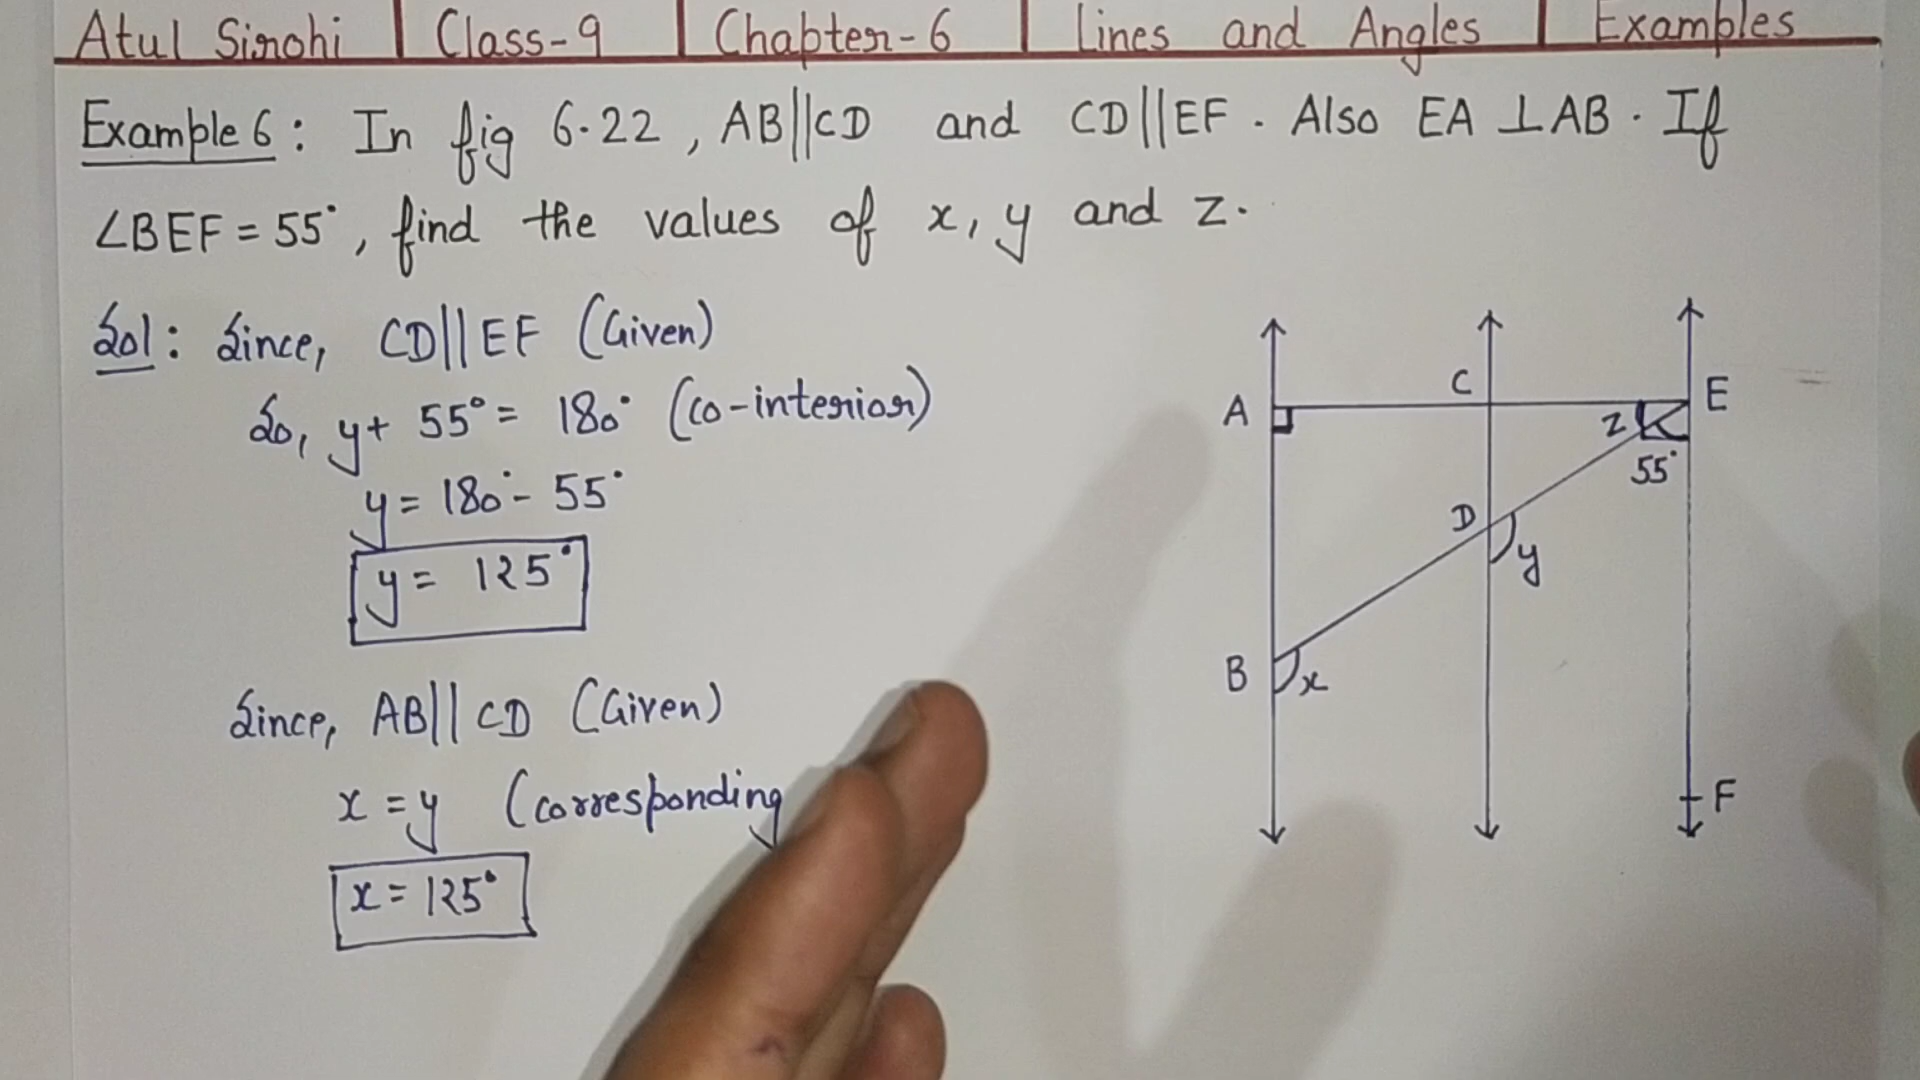 Atul Sirohi | Class-9 | Chapter-6 | Lines and Angles | Examples
Example 6: In fig 6.22, AB||CD and CD||EF. Also EA ⊥ AB. If
∠BEF = 55°, find the values of x, y and z.
Sol: Since, CD||EF (Given)
So, y + 55° = 180° (co-interior)
y = 180° - 55°
y = 125°
Since, AB||CD (Given)
x = y (corresponding
x = 125°
A C E
z
55°
D y
B x
F